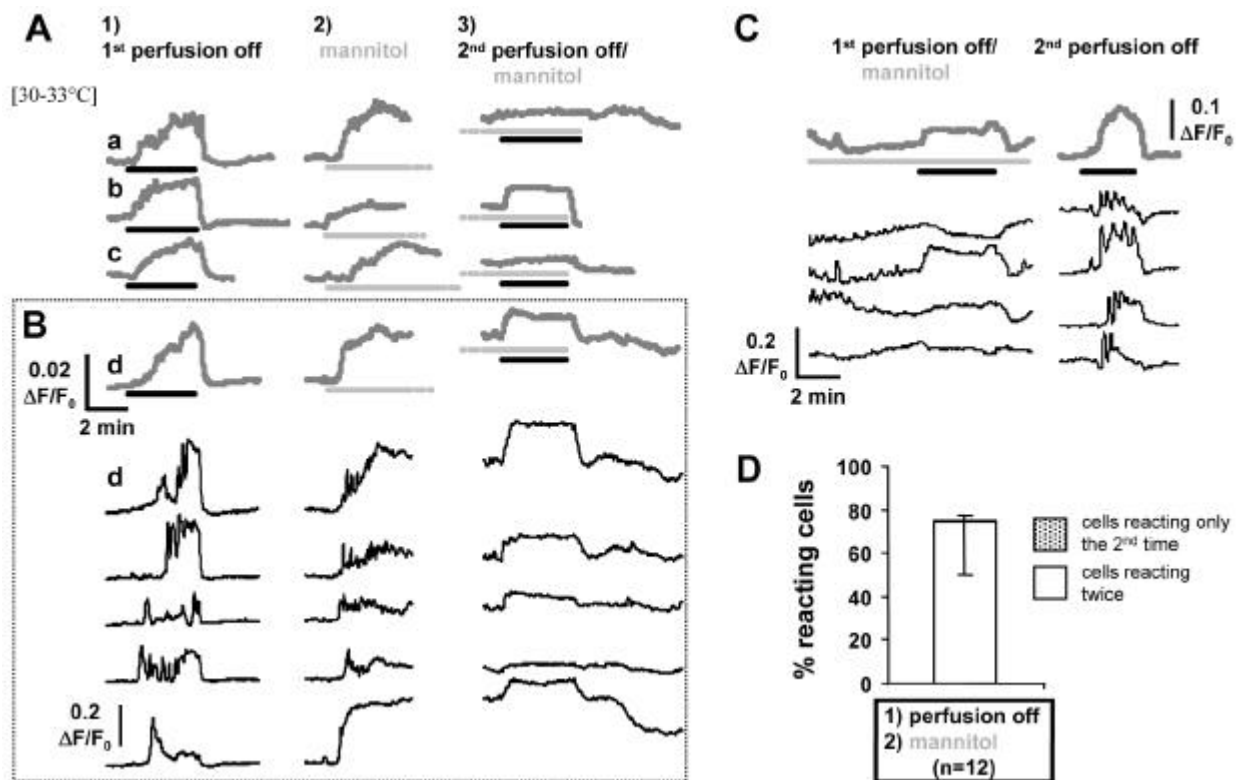 A
1)
1st perfusion off
2)
mannitol
3)
2nd perfusion off/
mannitol
[30-33°C]
a
b
c
B
d
0.02
ΔF/F0
2 min
d
0.2
ΔF/F0
C
1st perfusion off/
mannitol
2nd perfusion off
0.1
ΔF/F0
0.2
ΔF/F0
2 min
D
% reacting cells
100
80
60
40
20
0
cells reacting only
the 2nd time
cells reacting
twice
1) perfusion off
2) mannitol
(n=12)